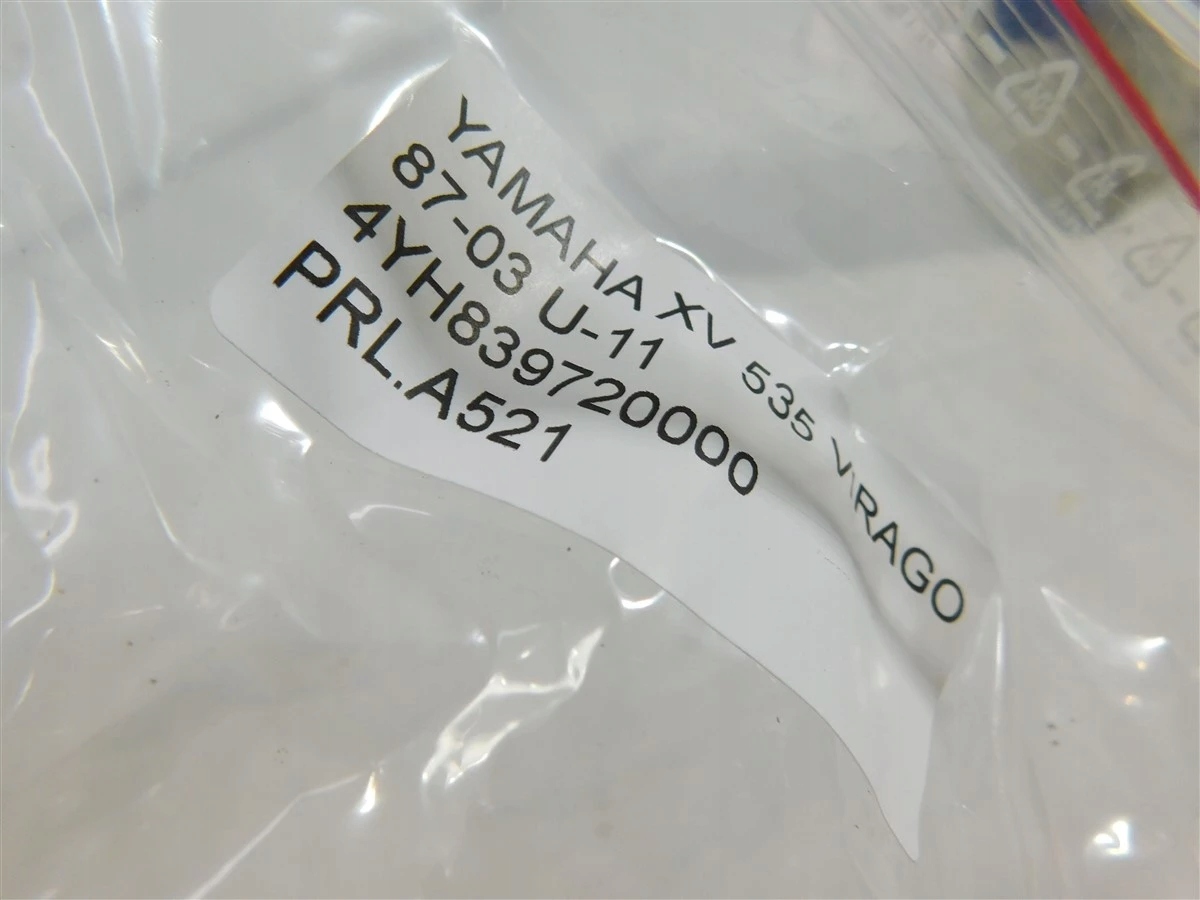 YAMAHA XV 535 VIRAGO
87-03 U-11
4YH839720000
PRL.A521